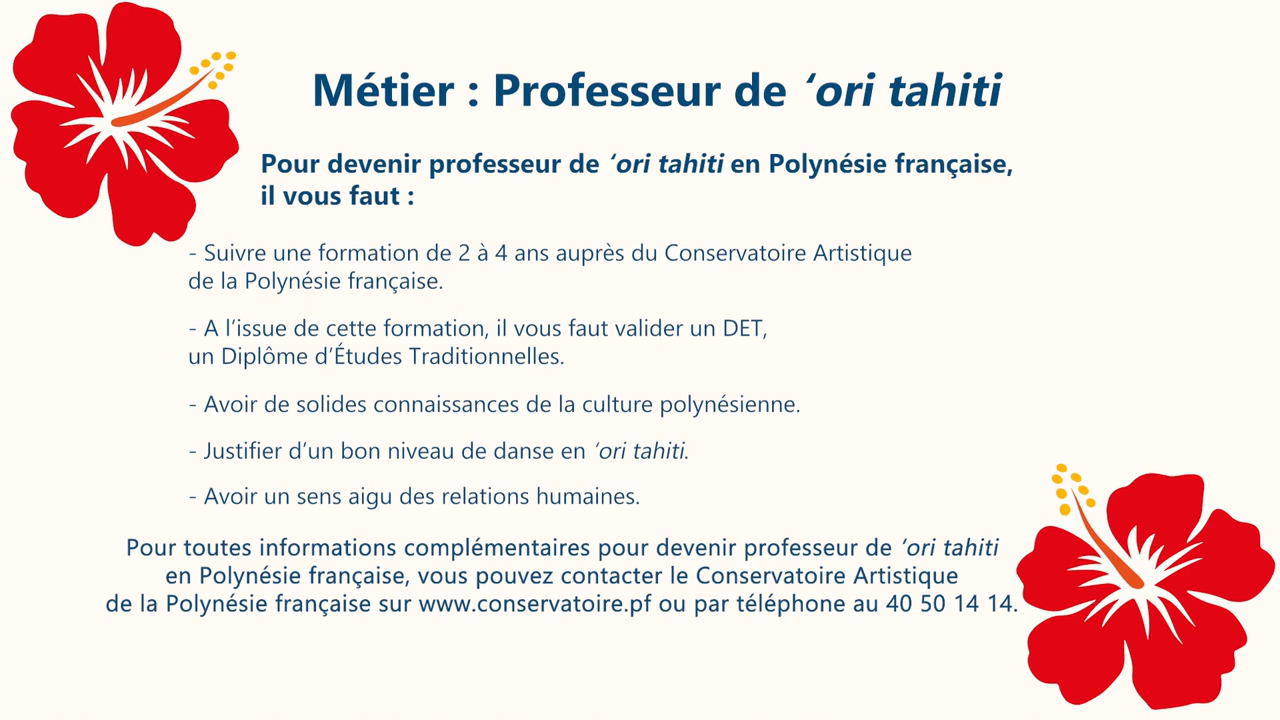 Métier : Professeur de ‘ori tahiti
Pour devenir professeur de ‘ori tahiti en Polynésie française,
il vous faut :
- Suivre une formation de 2 à 4 ans auprès du Conservatoire Artistique
de la Polynésie française.
- A l’issue de cette formation, il vous faut valider un DET,
un Diplôme d’Études Traditionnelles.
- Avoir de solides connaissances de la culture polynésienne.
- Justifier d’un bon niveau de danse en ‘ori tahiti.
- Avoir un sens aigu des relations humaines.
Pour toutes informations complémentaires pour devenir professeur de ‘ori tahiti
en Polynésie française, vous pouvez contacter le Conservatoire Artistique
de la Polynésie française sur www.conservatoire.pf ou par téléphone au 40 50 14 14.